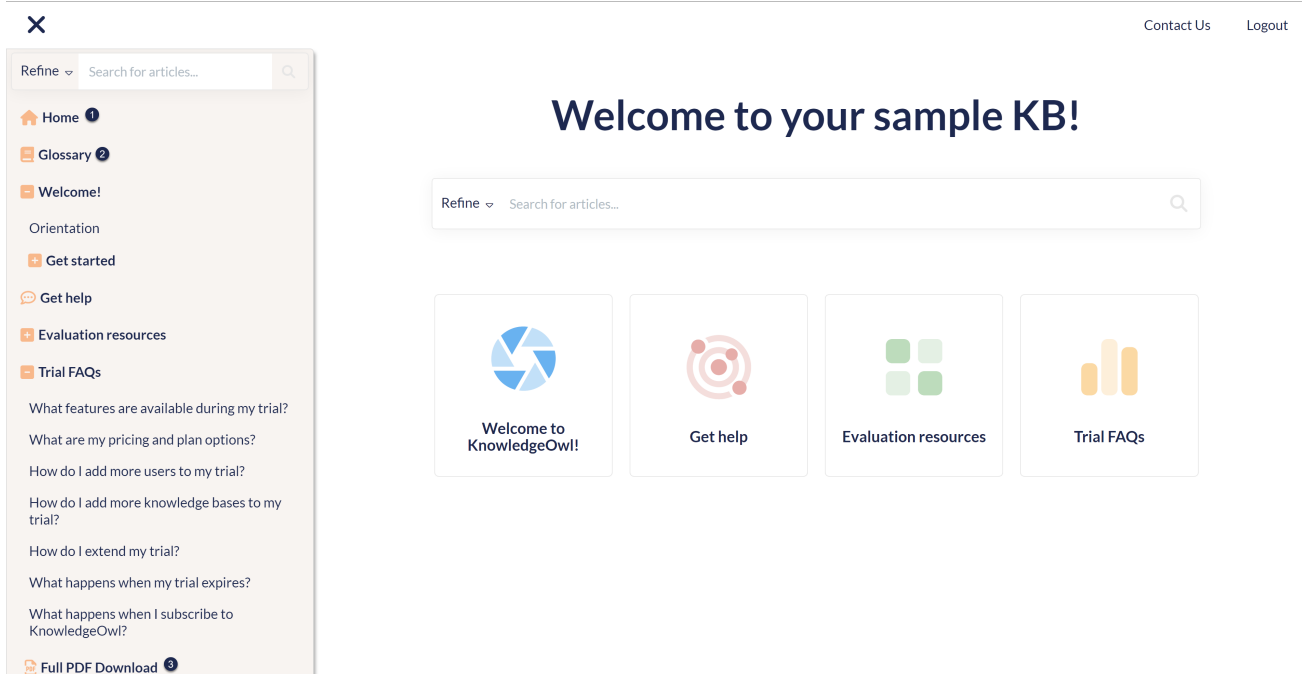 Contact Us
Logout
Refine
Search for articles...
Home 1
Glossary 2
Welcome!
Orientation
Get started
Get help
Evaluation resources
Trial FAQs
What features are available during my trial?
What are my pricing and plan options?
How do I add more users to my trial?
How do I add more knowledge bases to my
trial?
How do I extend my trial?
What happens when my trial expires?
What happens when I subscribe to
KnowledgeOwl?
PDF
Full PDF Download 3
Welcome to your sample KB!
Refine
Search for articles...
Welcome to
KnowledgeOwl!
Get help
Evaluation resources
Trial FAQs